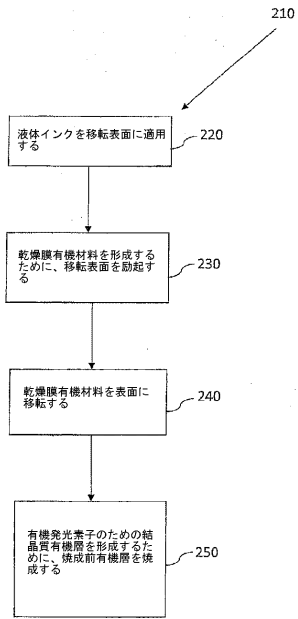 210
液体インクを移転表面に適用
する
220
乾燥膜有機材料を形成する
ために、移転表面を励起す
る
230
乾燥膜有機材料を表面に
移転する
240
有機発光素子のための結
晶質有機層を形成するた
めに、焼成前有機層を焼
成する
250